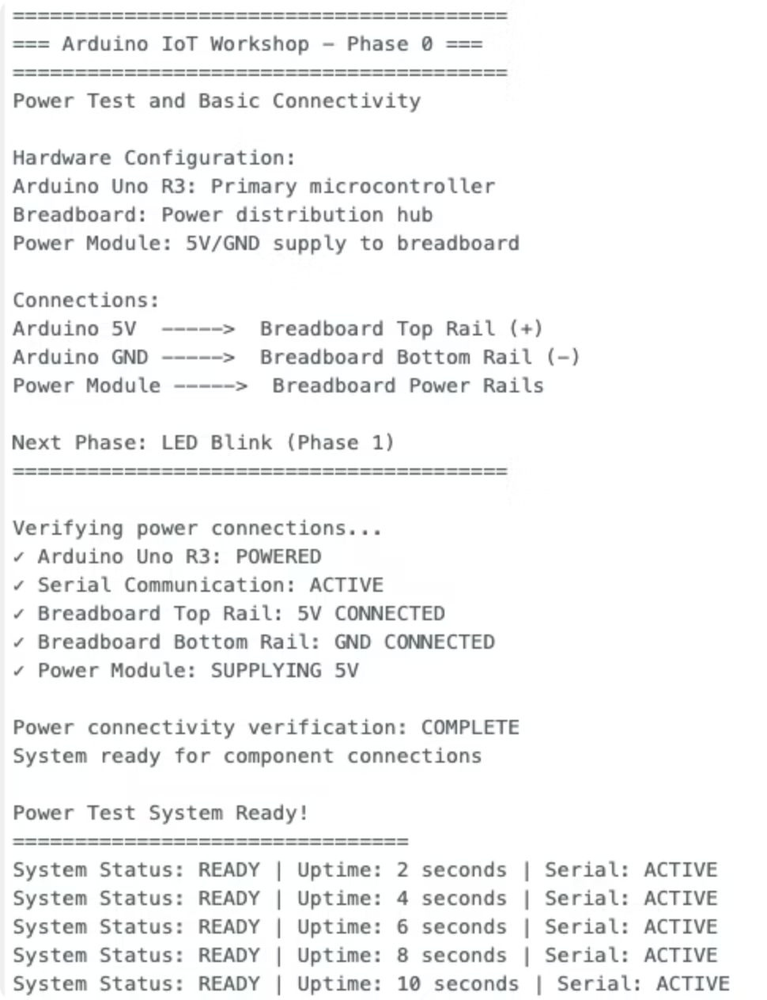 ========================================
=== Arduino IoT Workshop – Phase 0 ===
========================================
Power Test and Basic Connectivity
Hardware Configuration:
Arduino Uno R3: Primary microcontroller
Breadboard: Power distribution hub
Power Module: 5V/GND supply to breadboard
Connections:
Arduino 5V  ----->  Breadboard Top Rail (+)
Arduino GND ----->  Breadboard Bottom Rail (-)
Power Module ----->  Breadboard Power Rails
Next Phase: LED Blink (Phase 1)
========================================
Verifying power connections...
✓ Arduino Uno R3: POWERED
✓ Serial Communication: ACTIVE
✓ Breadboard Top Rail: 5V CONNECTED
✓ Breadboard Bottom Rail: GND CONNECTED
✓ Power Module: SUPPLYING 5V
Power connectivity verification: COMPLETE
System ready for component connections
Power Test System Ready!
================================
System Status: READY | Uptime: 2 seconds | Serial: ACTIVE
System Status: READY | Uptime: 4 seconds | Serial: ACTIVE
System Status: READY | Uptime: 6 seconds | Serial: ACTIVE
System Status: READY | Uptime: 8 seconds | Serial: ACTIVE
System Status: READY | Uptime: 10 seconds | Serial: ACTIVE